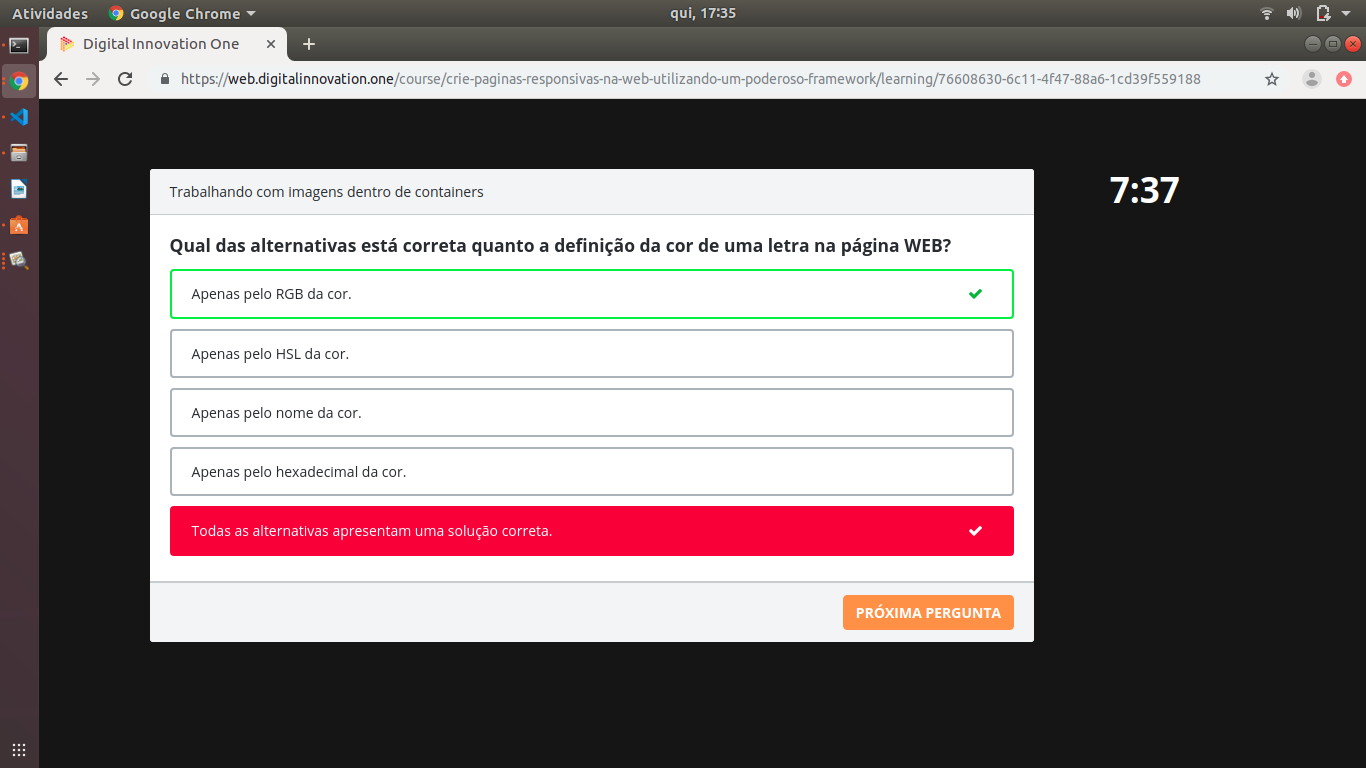 Atividades
Google Chrome
qui, 17:35
Digital Innovation One
https://web.digitalinnovation.one/course/crie-paginas-responsivas-na-web-utilizando-um-poderoso-framework/learning/76608630-6c11-4f47-88a6-1cd39f559188
Trabalhando com imagens dentro de containers
7:37
Qual das alternativas está correta quanto a definição da cor de uma letra na página WEB?
Apenas pelo RGB da cor.
Apenas pelo HSL da cor.
Apenas pelo nome da cor.
Apenas pelo hexadecimal da cor.
Todas as alternativas apresentam uma solução correta.
PRÓXIMA PERGUNTA